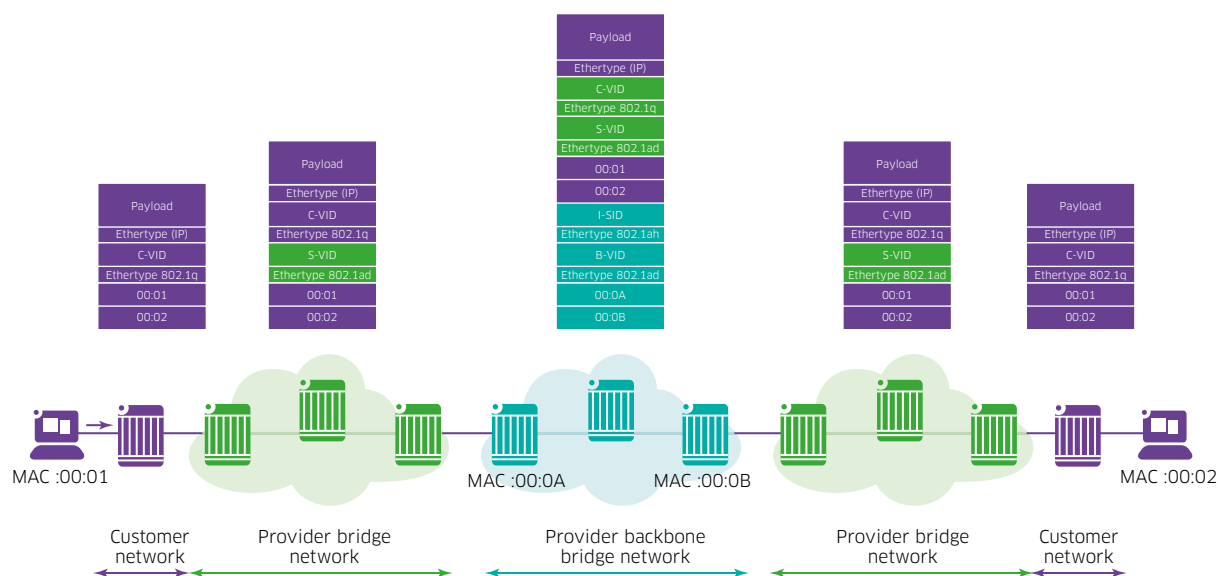 Payload
Ethertype (IP)
C-VID
Ethertype 802.1q
00:01
00:02
Payload
Ethertype (IP)
C-VID
Ethertype 802.1q
S-VID
Ethertype 802.1ad
00:01
00:02
Payload
Ethertype (IP)
C-VID
Ethertype 802.1q
S-VID
Ethertype 802.1ad
00:01
00:02
I-SID
Ethertype 802.1ah
B-VID
Ethertype 802.1ad
00:0A
00:0B
Payload
Ethertype (IP)
C-VID
Ethertype 802.1q
S-VID
Ethertype 802.1ad
00:01
00:02
Payload
Ethertype (IP)
C-VID
Ethertype 802.1q
00:01
00:02
MAC :00:01
MAC :00:0A
MAC :00:0B
MAC :00:02
Customer
network
Provider bridge
network
Provider backbone
bridge network
Provider bridge
network
Customer
network